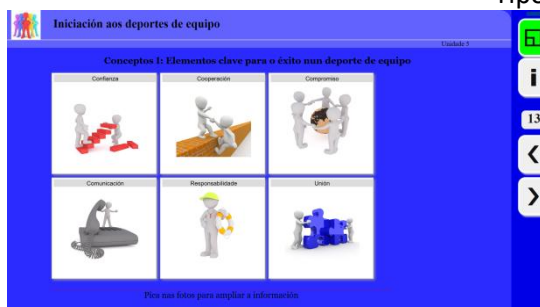 Iniciación aos deportes de equipo
Unidade 5
Conceptos I: Elementos clave para o éxito nun deporte de equipo
Confianza
Cooperación
Compromiso
Comunicación
Responsabilidade
Unión
Pica nas fotos para ampliar a información
i
13